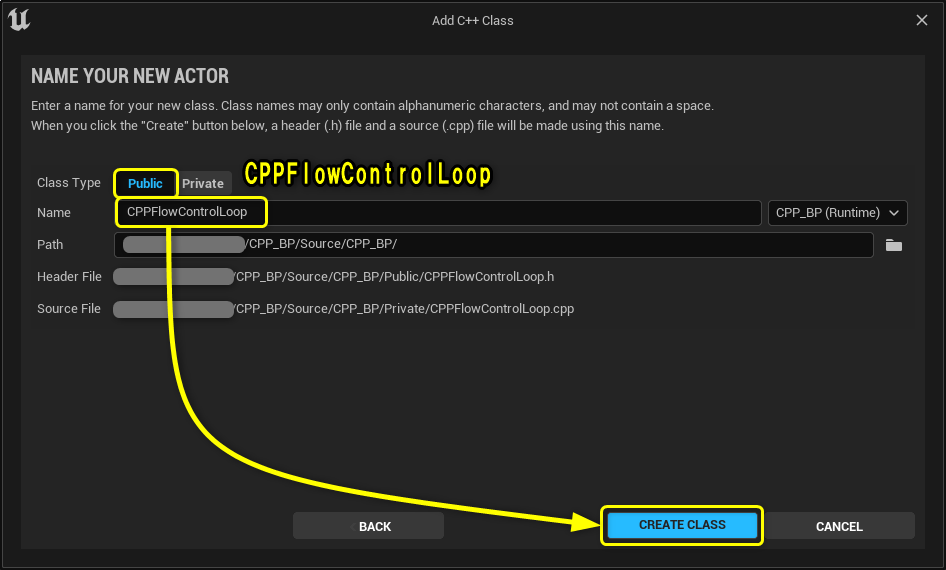 Add C++ Class
NAME YOUR NEW ACTOR
Enter a name for your new class. Class names may only contain alphanumeric characters, and may not contain a space.
When you click the "Create" button below, a header (.h) file and a source (.cpp) file will be made using this name.
Class Type Public Private CPPFlowControlLoop
Name CPPFlowControlLoop CPP_BP (Runtime)
Path /CPP_BP/Source/CPP_BP/
Header File /CPP_BP/Source/CPP_BP/Public/CPPFlowControlLoop.h
Source File /CPP_BP/Source/CPP_BP/Private/CPPFlowControlLoop.cpp
BACK CREATE CLASS CANCEL